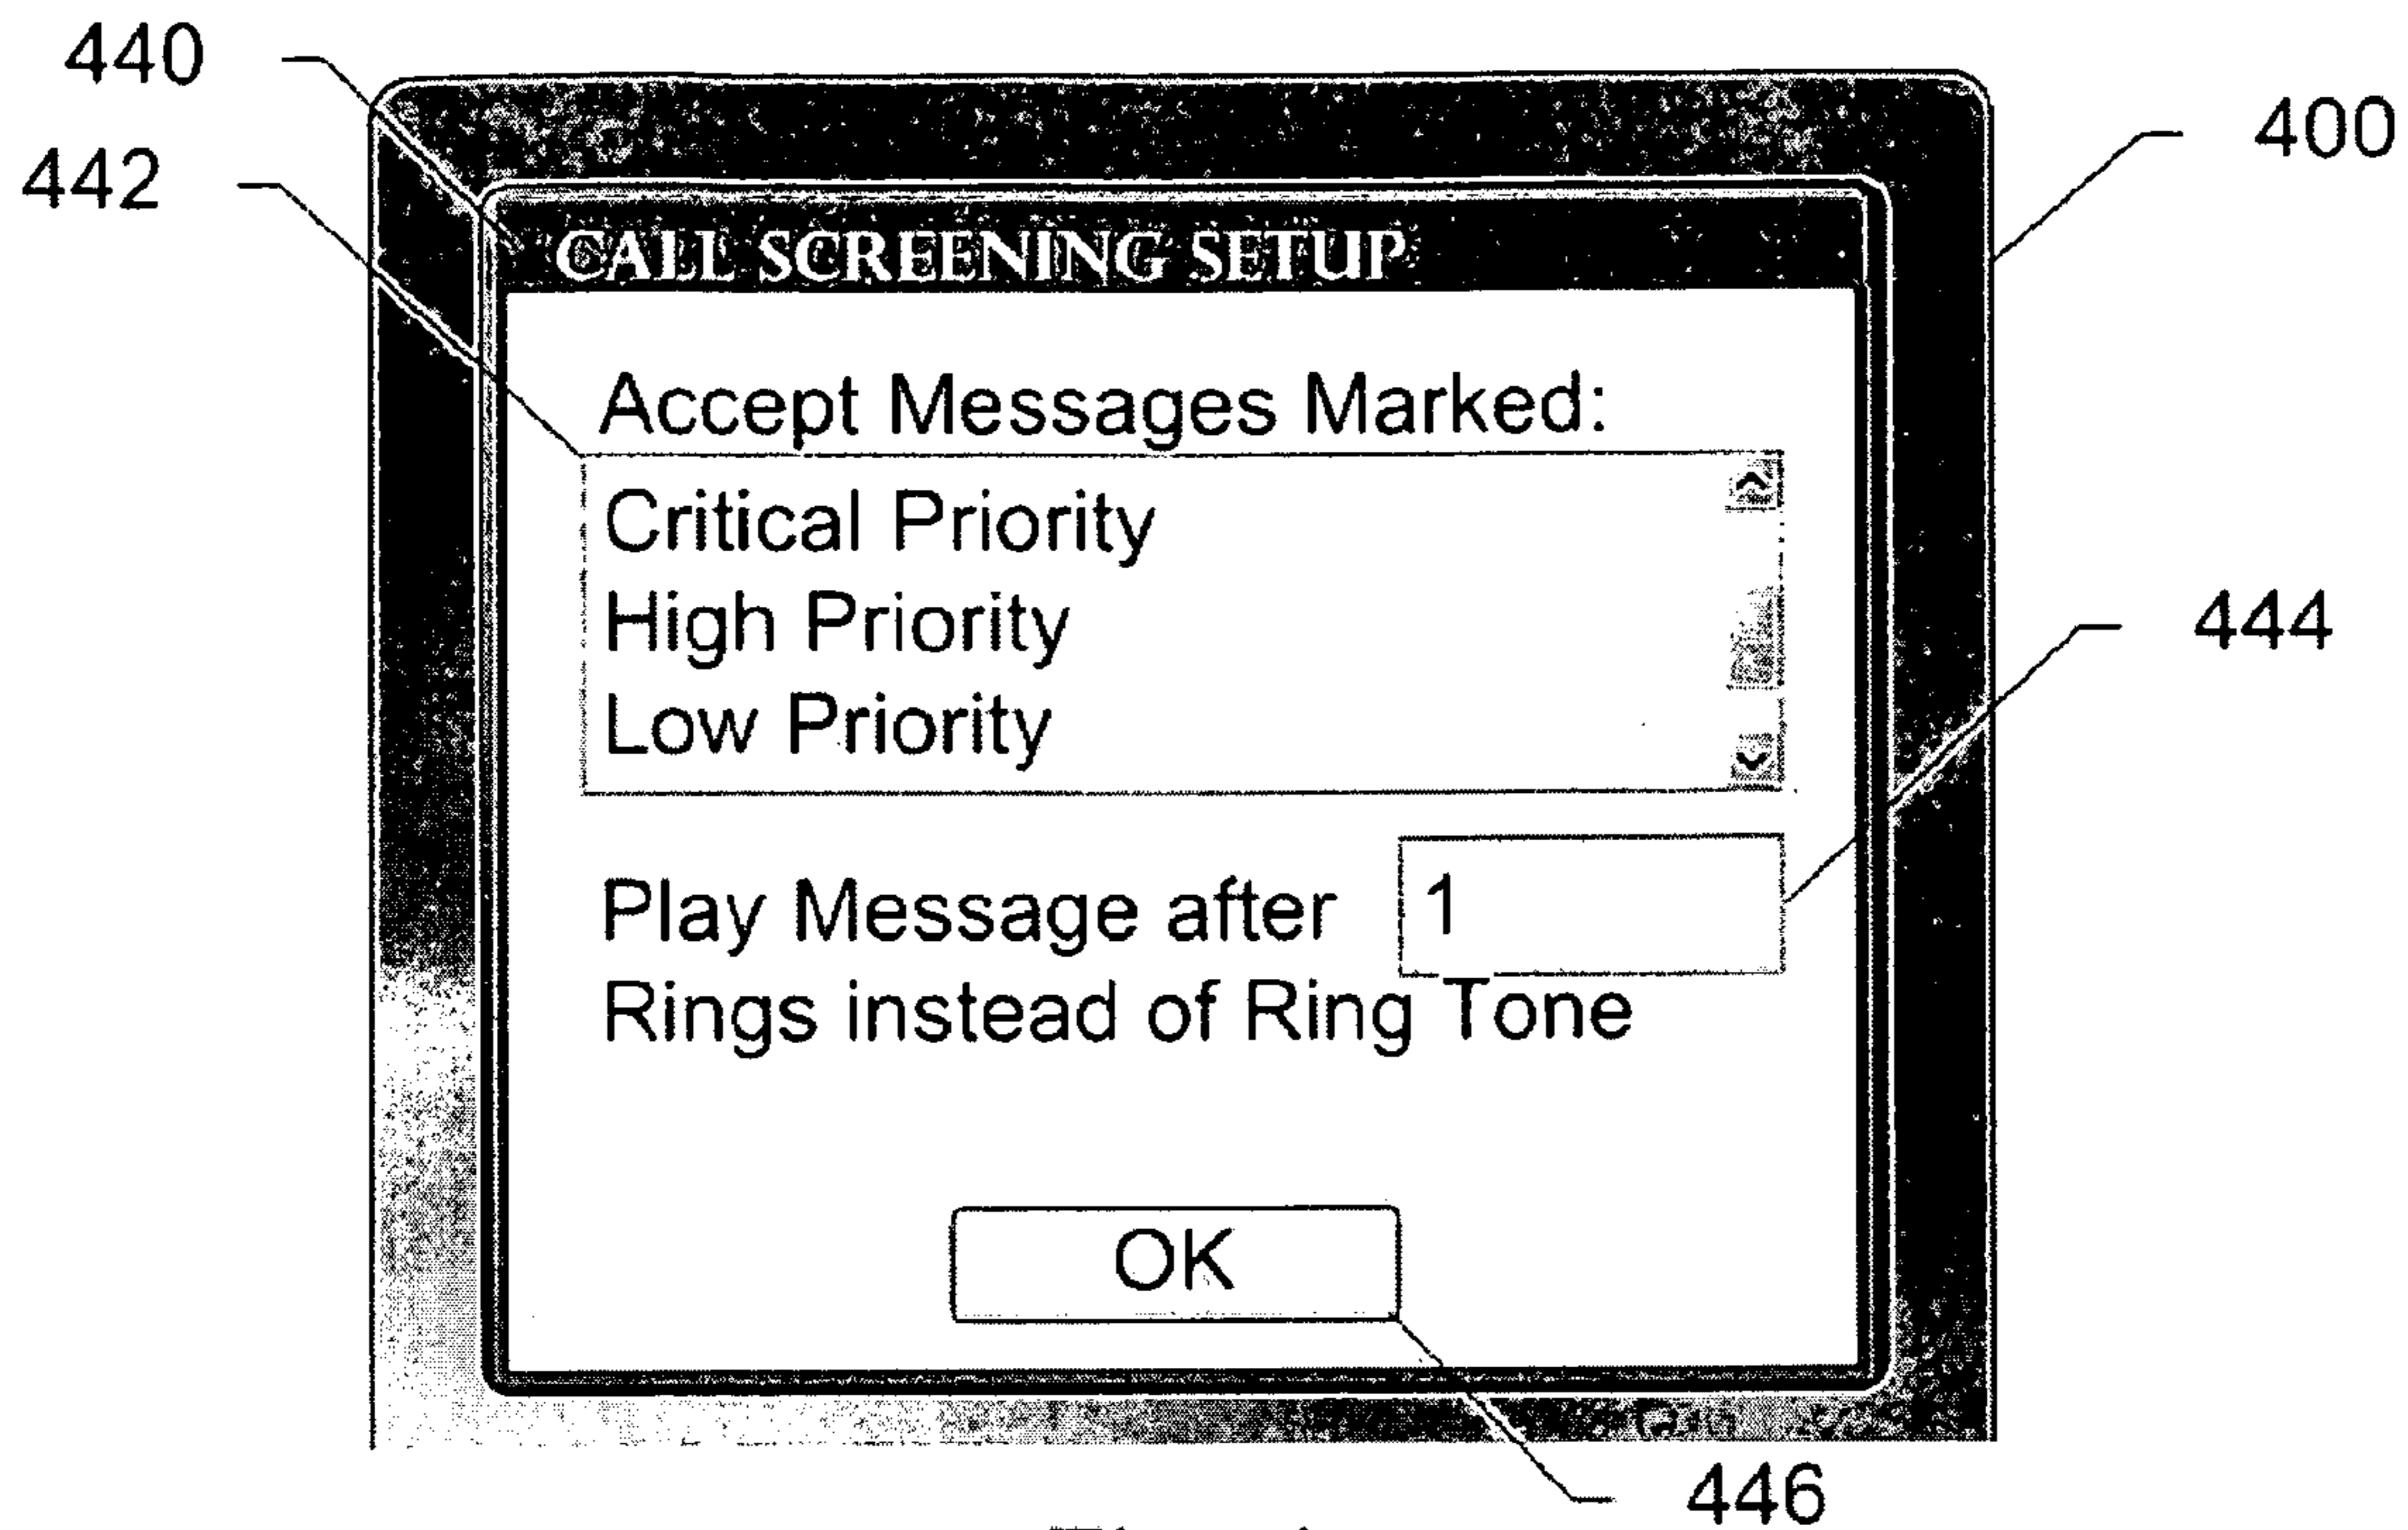 440
442
400
CALL SCREENING SETUP
Accept Messages Marked:
Critical Priority
High Priority
Low Priority
444
Play Message after 1
Rings instead of Ring Tone
OK
446